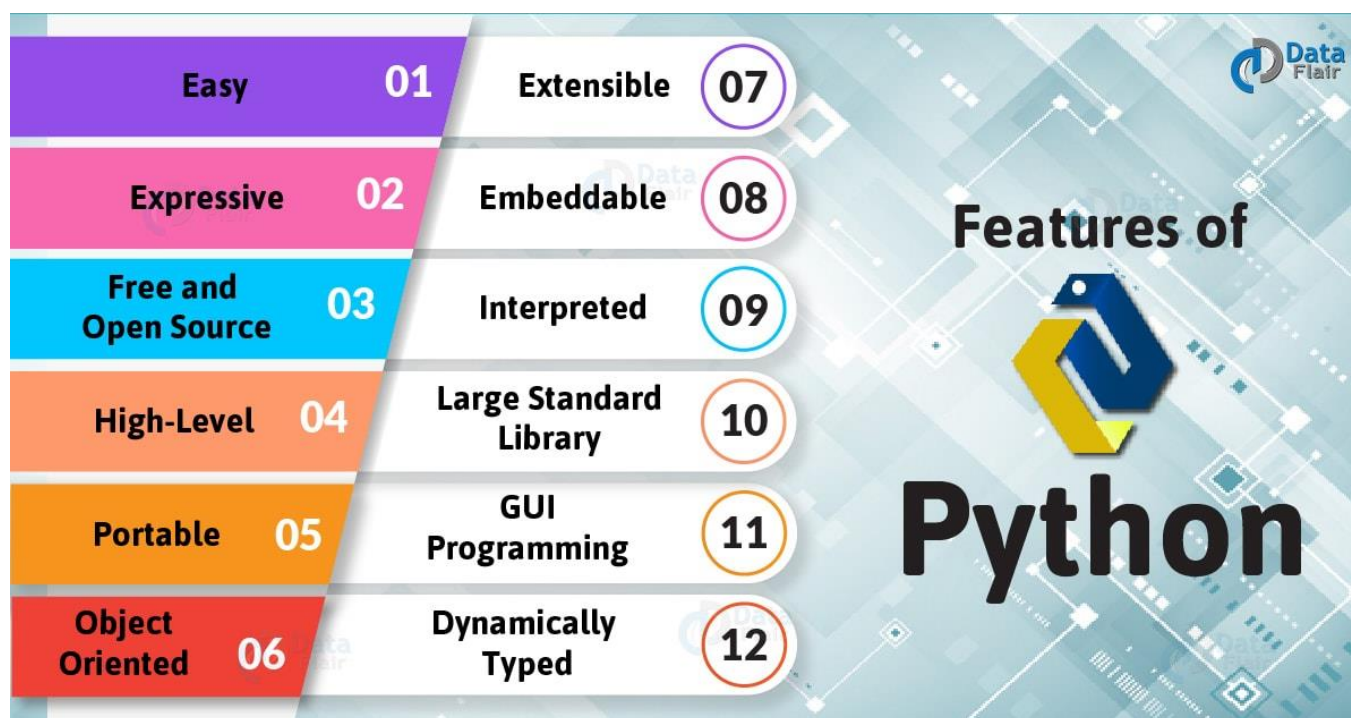 Easy 01
Expressive 02
Free and
Open Source 03
High-Level 04
Portable 05
Object
Oriented 06
Extensible 07
Embeddable 08
Interpreted 09
Large Standard
Library 10
GUI
Programming 11
Dynamically
Typed 12
Data
Flair
Features of
Python